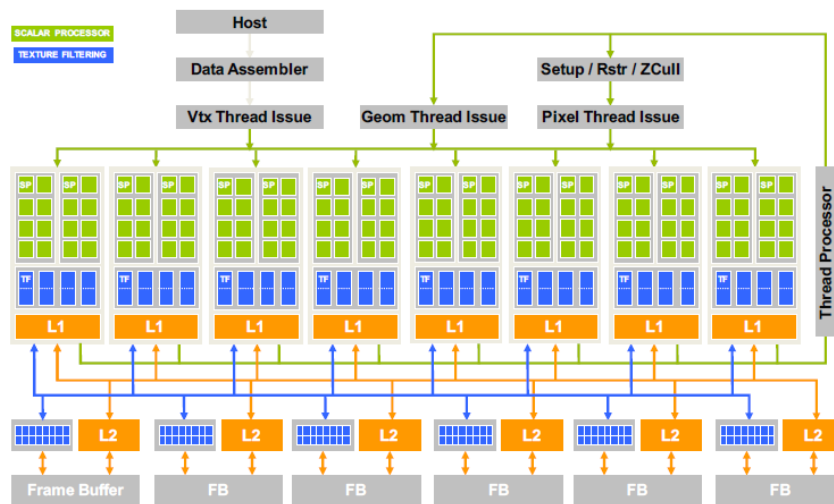 SCALAR PROCESSOR
TEXTURE FILTERING
Host
Data Assembler
Setup / Rstr / ZCull
Vtx Thread Issue
Geom Thread Issue
Pixel Thread Issue
Thread Processor
SP SP SP SP SP SP SP SP SP SP SP SP SP SP SP SP
TF TF TF TF TF TF TF TF
L1 L1 L1 L1 L1 L1 L1 L1
L2 L2 L2 L2 L2 L2
Frame Buffer FB FB FB FB FB